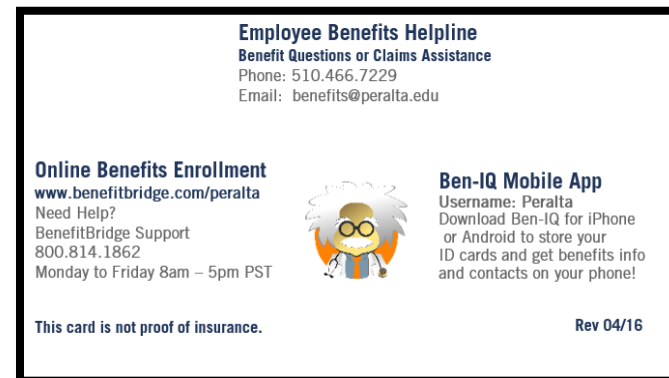 Employee Benefits Helpline
Benefit Questions or Claims Assistance
Phone: 510.466.7229
Email: benefits@peralta.edu
Online Benefits Enrollment
www.benefitbridge.com/peralta
Need Help?
BenefitBridge Support
800.814.1862
Monday to Friday 8am – 5pm PST
Ben-IQ Mobile App
Username: Peralta
Download Ben-IQ for iPhone
or Android to store your
ID cards and get benefits info
and contacts on your phone!
This card is not proof of insurance.
Rev 04/16